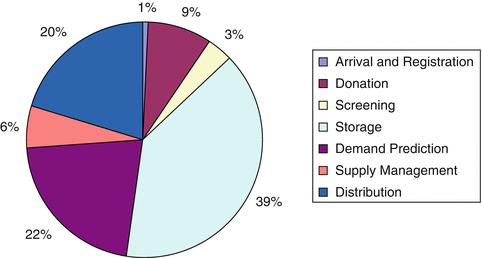 1%
9%
3%
20%
6%
39%
22%
Arrival and Registration
Donation
Screening
Storage
Demand Prediction
Supply Management
Distribution